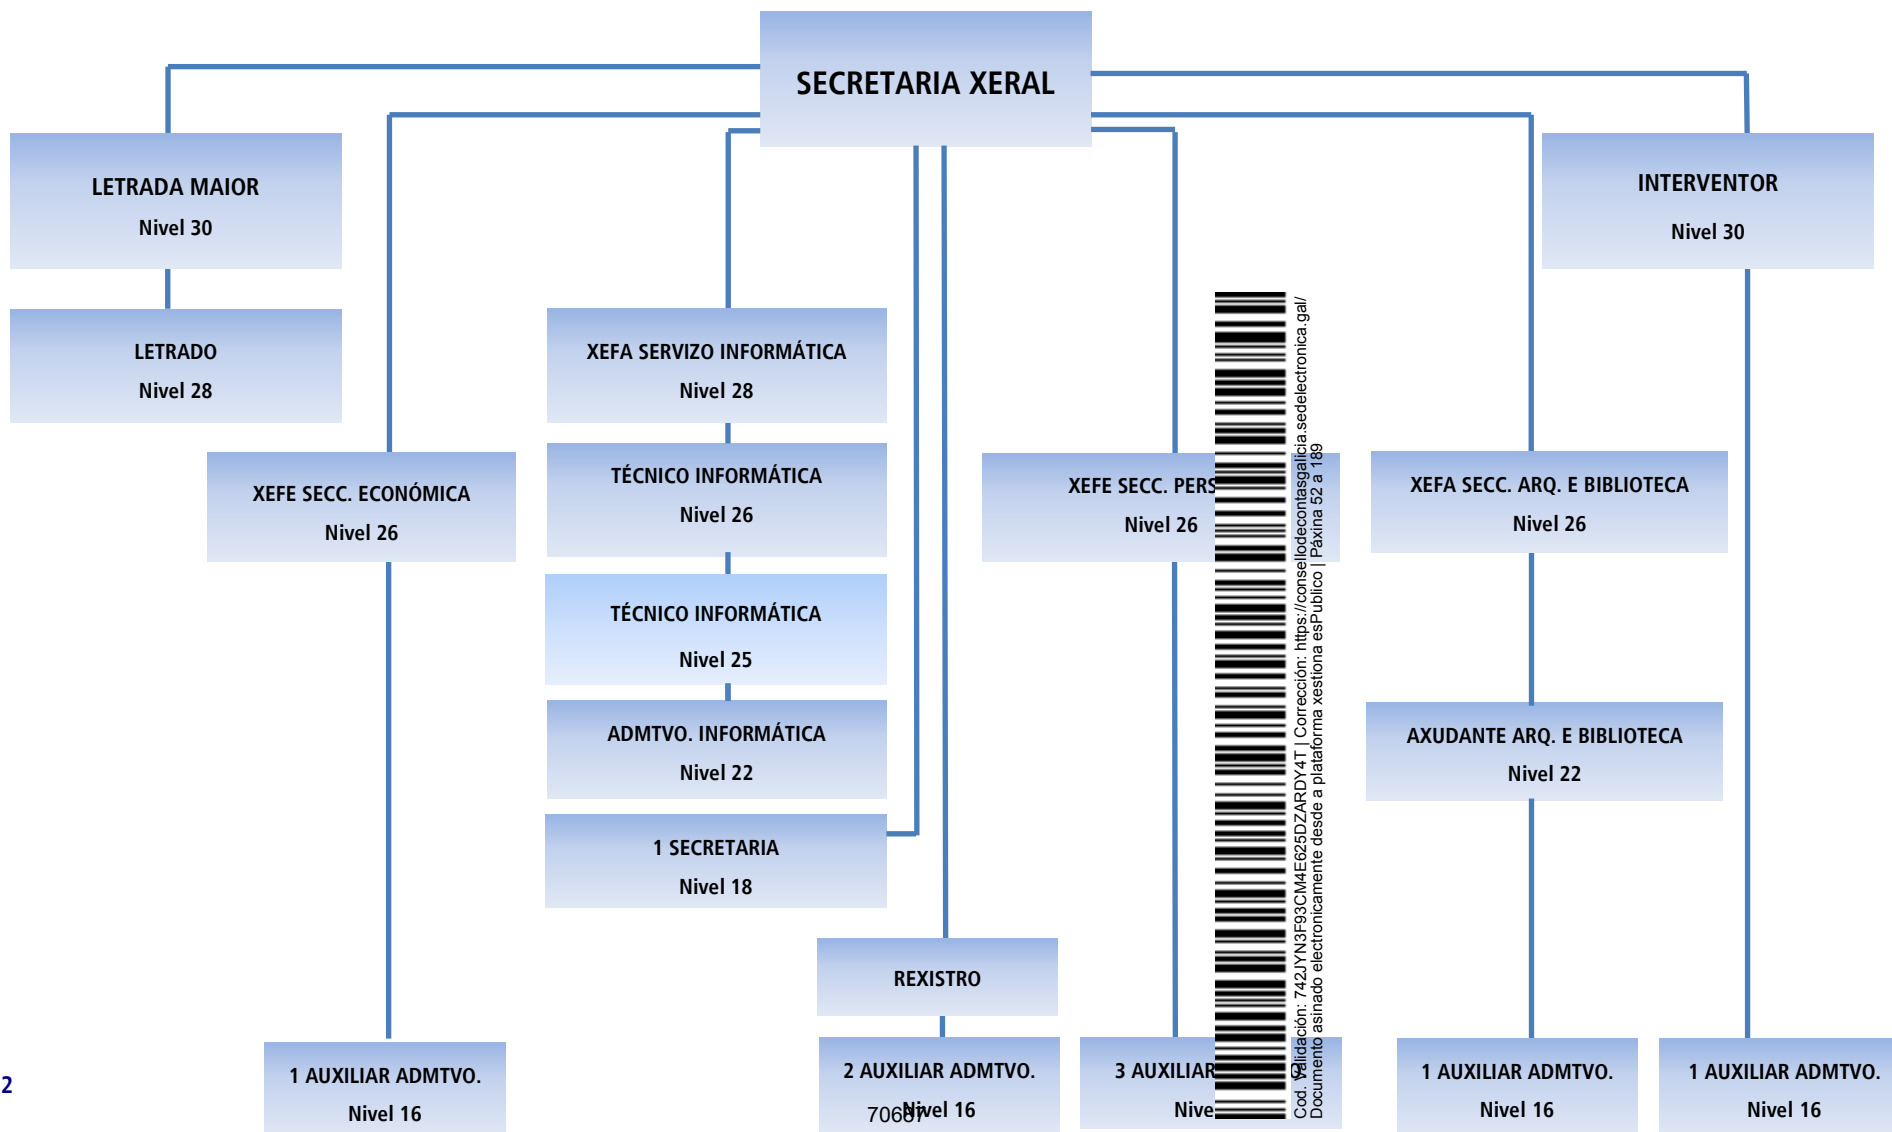 SECRETARIA XERAL
LETRADA MAIOR
Nivel 30
INTERVENTOR
Nivel 30
LETRADO
Nivel 28
XEFA SERVIZO INFORMÁTICA
Nivel 28
TÉCNICO INFORMÁTICA
Nivel 26
XEFE SECC. ECONÓMICA
Nivel 26
XEFE SECC. PERS
Nivel 26
XEFA SECC. ARQ. E BIBLIOTECA
Nivel 26
TÉCNICO INFORMÁTICA
Nivel 25
ADMTVO. INFORMÁTICA
Nivel 22
AXUDANTE ARQ. E BIBLIOTECA
Nivel 22
1 SECRETARIA
Nivel 18
REXISTRO
1 AUXILIAR ADMTVO.
Nivel 16
2 AUXILIAR ADMTVO.
Nivel 16
3 AUXILIAR
Nive
1 AUXILIAR ADMTVO.
Nivel 16
1 AUXILIAR ADMTVO.
Nivel 16
2
70687
Cod. Validación: 742JYN3F93CM4E625DZARDY4T | Corrección: https://consellodecontasgalicia.sedelectronica.gal/
Documento asinado electronicamente desde a plataforma xestiona esPublico | Páxina 52 a 189